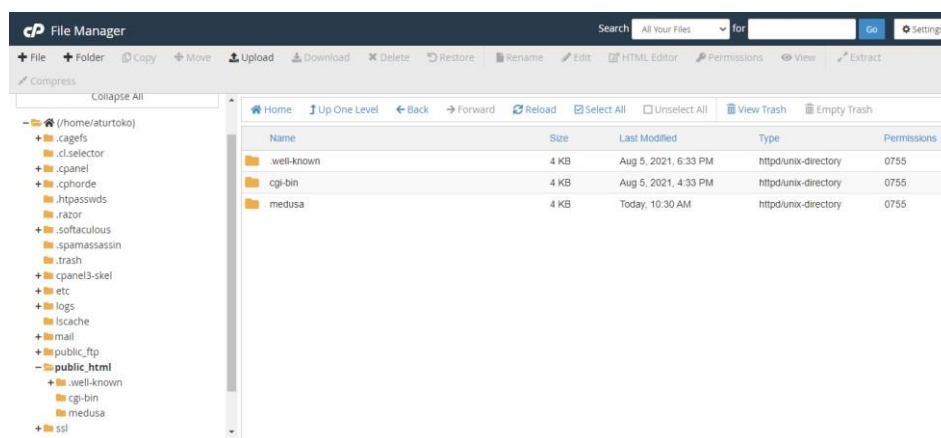 cP File Manager
Search All Your Files for Go Settings
+ File + Folder Copy Move Upload Download Delete Restore Rename Edit HTML Editor Permissions View Extract
Compress
Collapse All
Home Up One Level Back Forward Reload Select All Unselect All View Trash Empty Trash
(/home/aturtoko)
.cagefs
.cl.selector
.cpanel
.cphorde
.htpasswds
.razor
.softaculous
.spamassassin
.trash
cpanel3-skel
etc
logs
lscache
mail
public_ftp
public_html
.well-known
cgi-bin
medusa
ssl
Name Size Last Modified Type Permissions
.well-known 4 KB Aug 5, 2021, 6:33 PM httpd/unix-directory 0755
cgi-bin 4 KB Aug 5, 2021, 4:33 PM httpd/unix-directory 0755
medusa 4 KB Today, 10:30 AM httpd/unix-directory 0755